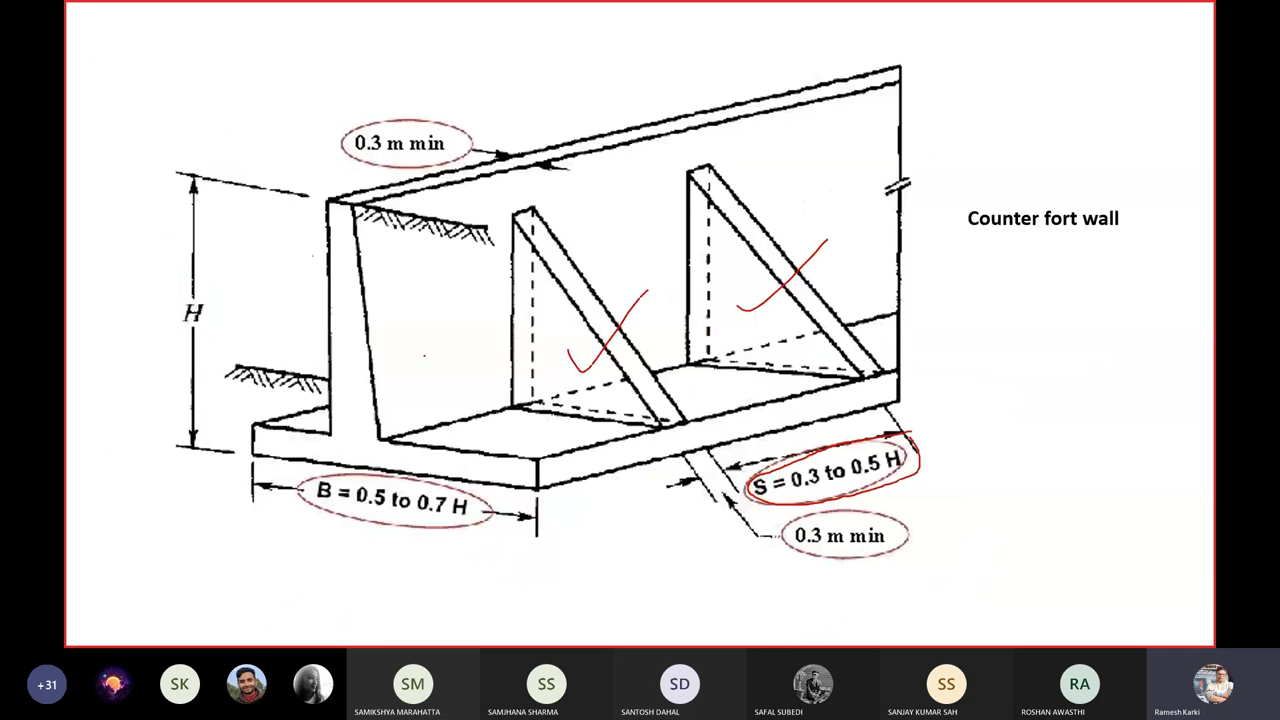 0.3 m min
Counter fort wall
H
S = 0.3 to 0.5 H
B = 0.5 to 0.7 H
0.3 m min
+31
SK
SM
SS
SD
SS
RA
SAMIKSHYA MARAHATTA
SAMJHANA SHARMA
SANTOSH DAHAL
SAFAL SUBEDI
SANJAY KUMAR SAH
ROSHAN AWASTHI
Ramesh Karki